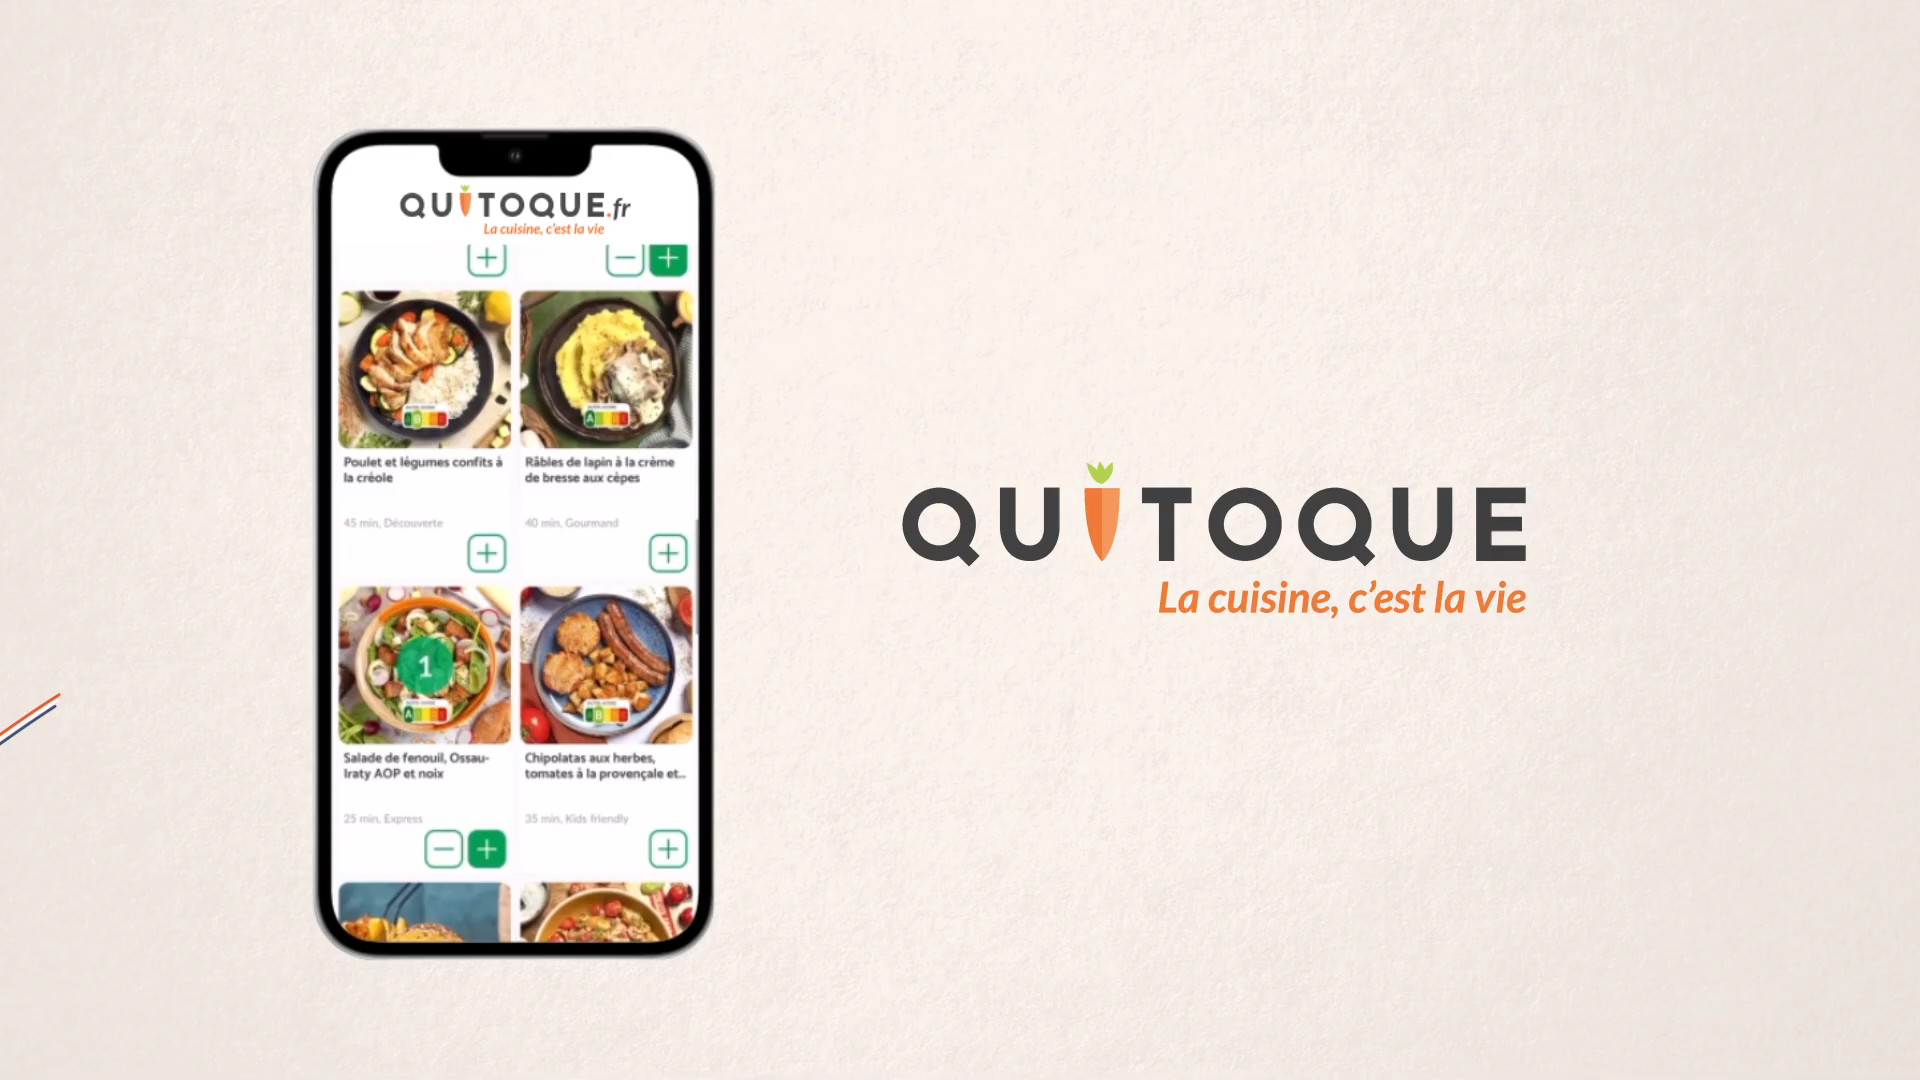 QUITOQUE.fr
La cuisine, c'est la vie
Poulet et légumes confits à
la créole
45 min, Découverte
Râbles de lapin à la crème
de bresse aux cèpes
40 min, Gourmand
B
A
1
A
B
Salade de fenouil, Ossau-
Iraty AOP et noix
25 min, Express
Chipolatas aux herbes,
tomates à la provençale et...
35 min, Kids friendly
QUITOQUE
La cuisine, c'est la vie